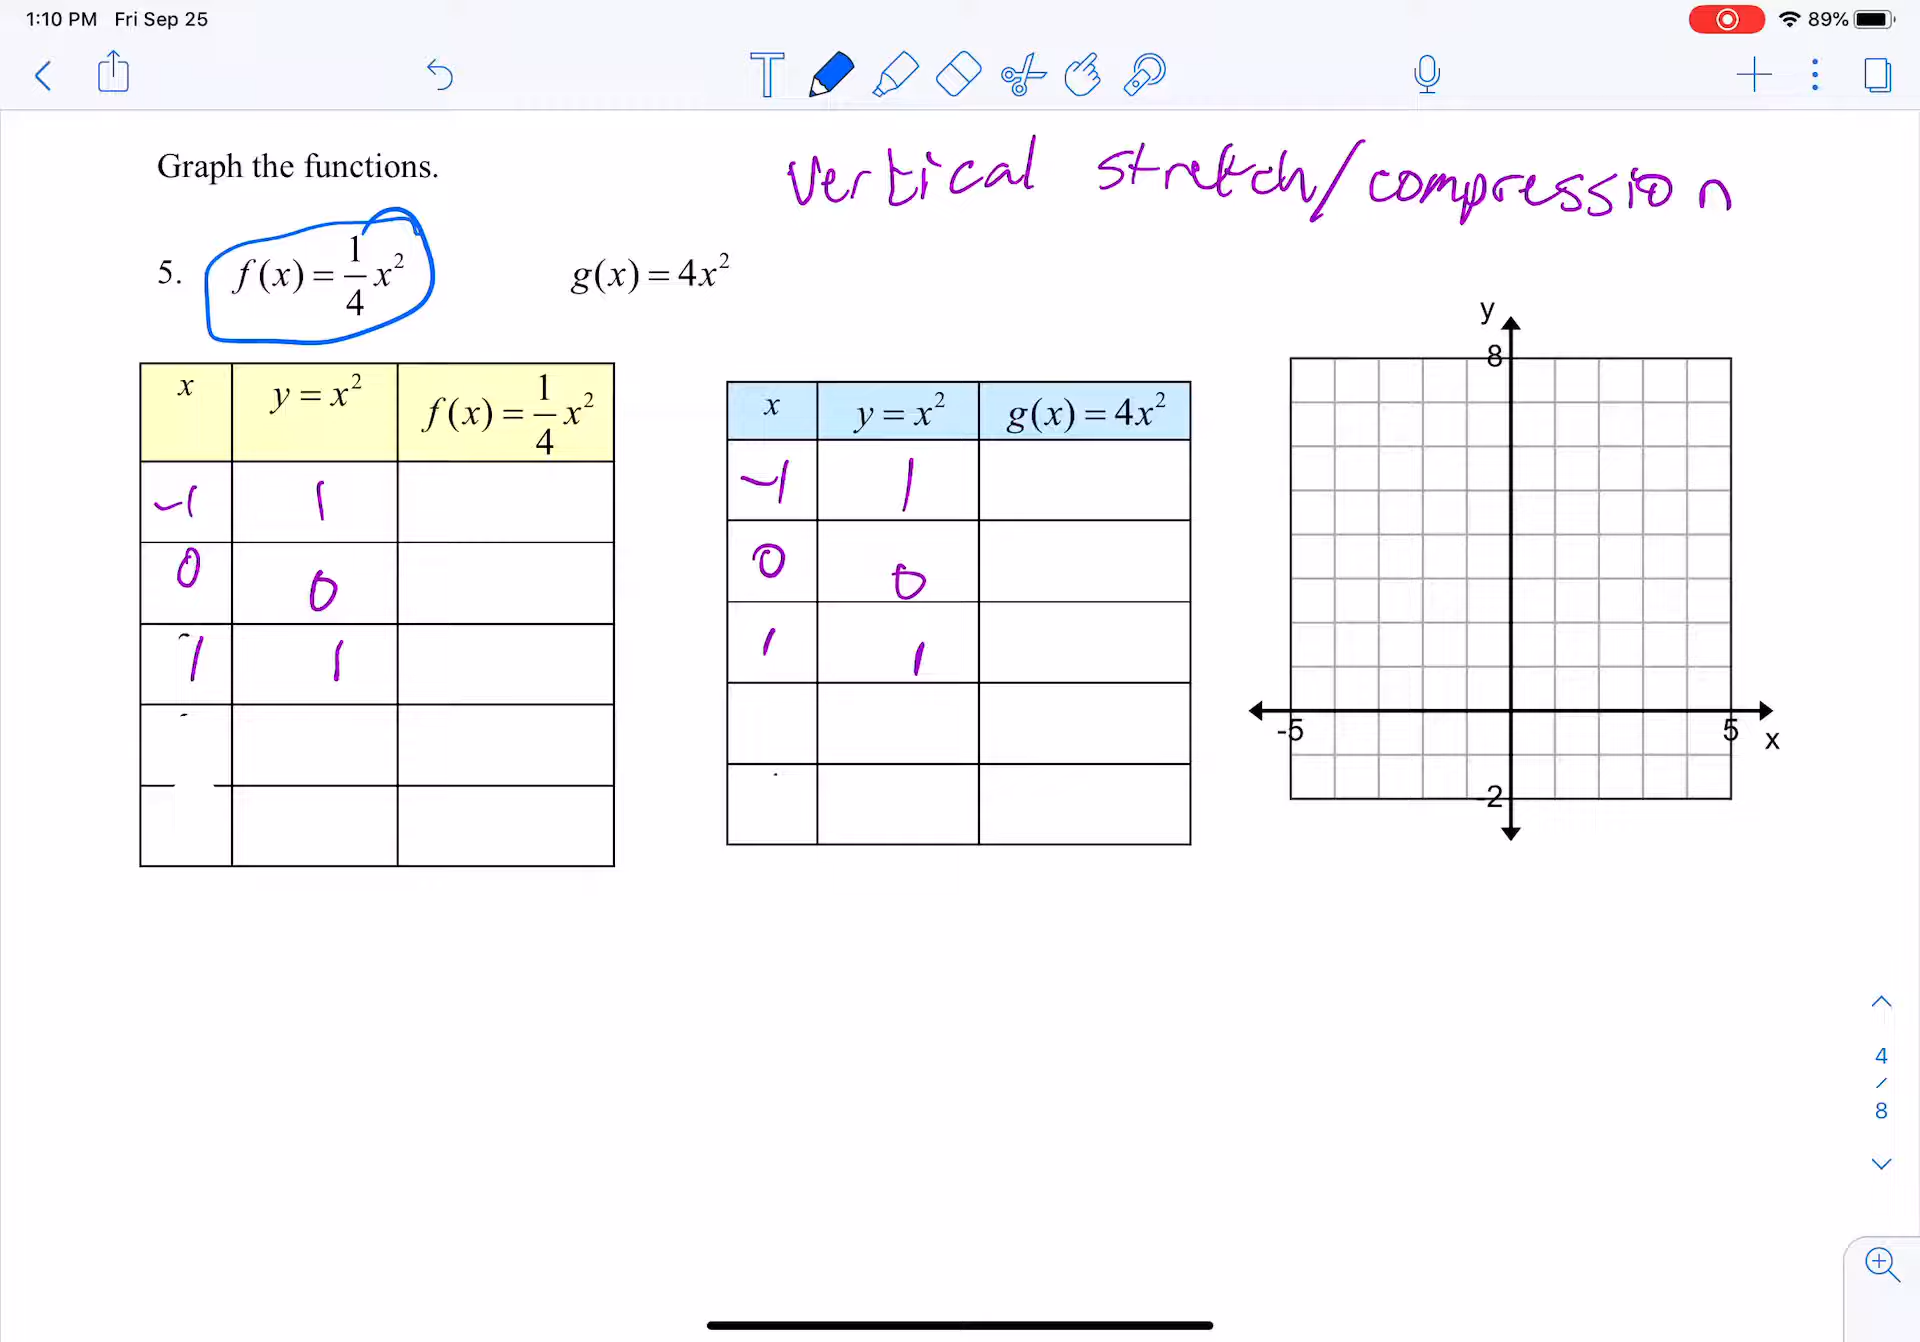 1:10 PM Fri Sep 25
89%
Graph the functions.
vertical stretch/compression
5. f(x) = 1/4 x² g(x) = 4x²
x y = x² f(x) = 1/4 x²
-1 1
0 0
1 1
x y = x² g(x) = 4x²
-1 1
0 0
1 1
y
8
-5 5 x
-2
4
/
8